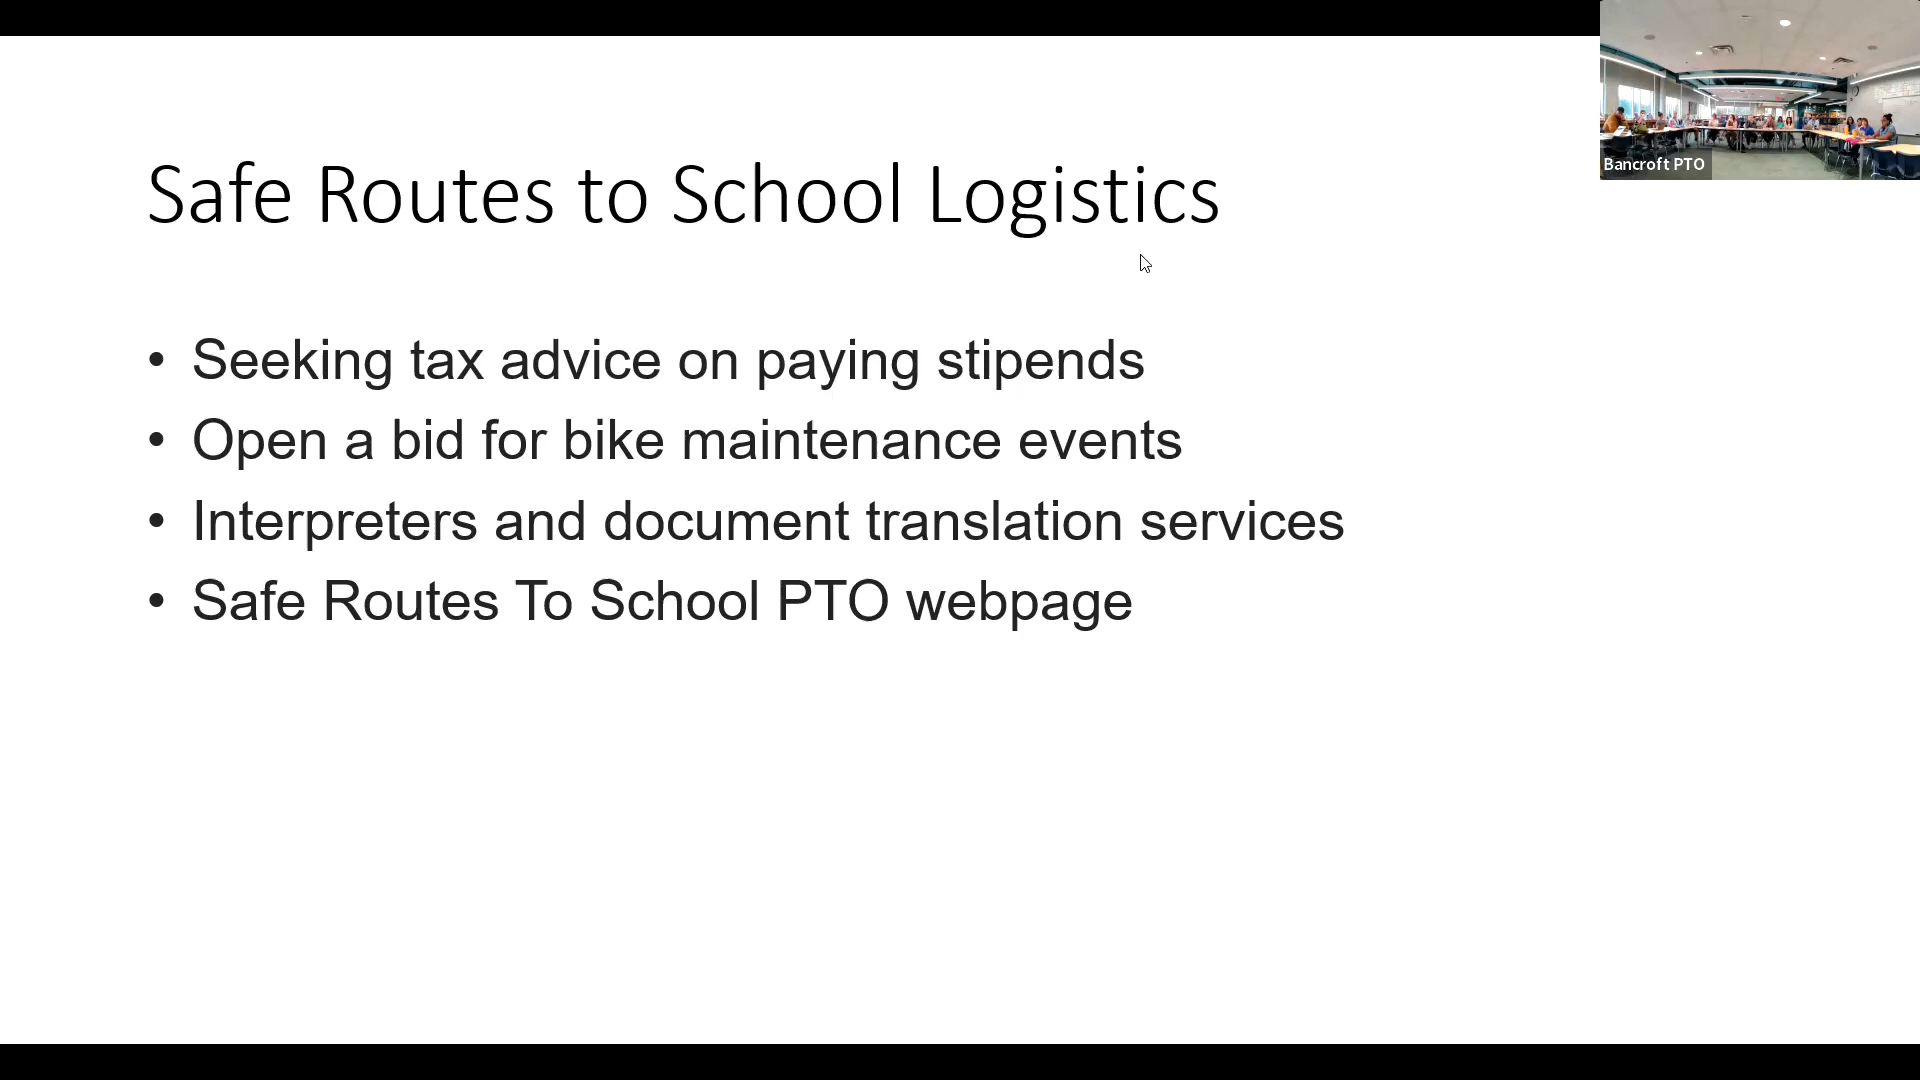 Safe Routes to School Logistics
• Seeking tax advice on paying stipends
• Open a bid for bike maintenance events
• Interpreters and document translation services
• Safe Routes To School PTO webpage
Bancroft PTO